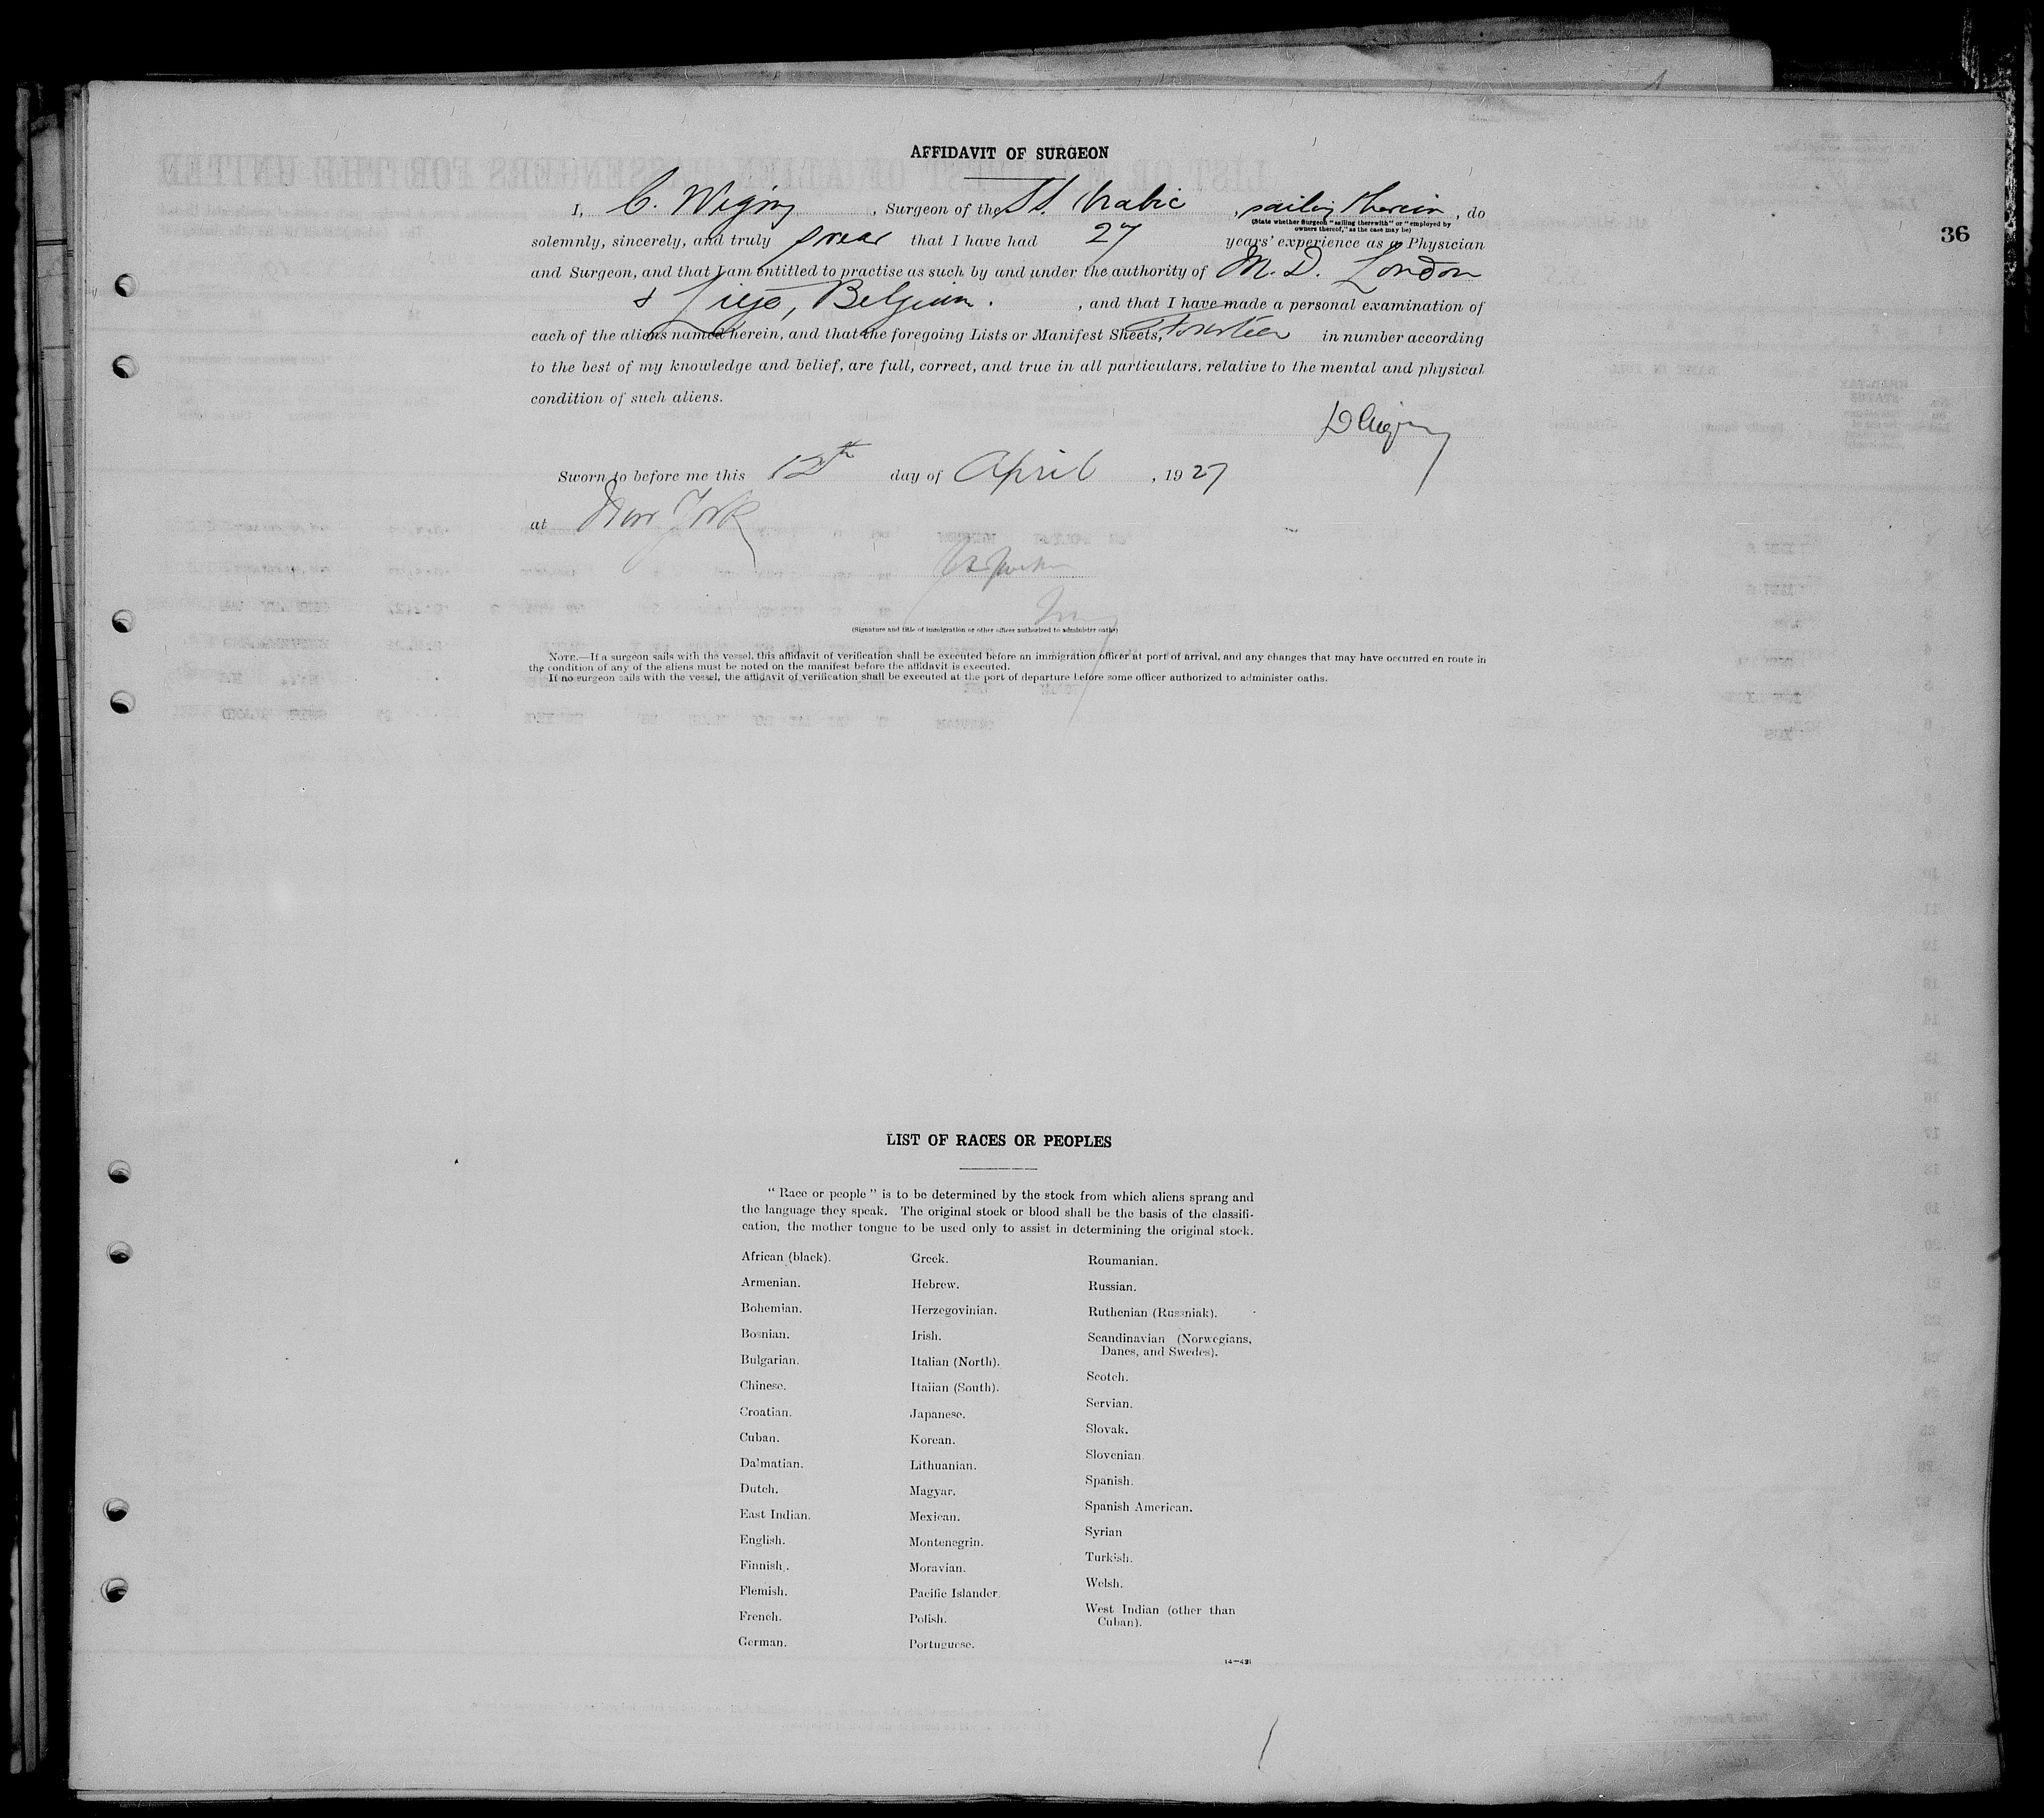 AFFIDAVIT OF SURGEON
36
I, C. , Surgeon of the SS. Arabic , sailing therein, do
(State whether Surgeon "sailing therewith" or "employed by
owners thereof," as the case may be)
solemnly, sincerely, and truly swear that I have had 27 years' experience as a Physician
and Surgeon, and that I am entitled to practise as such by and under the authority of M.D. London
& Liege, Belgium. , and that I have made a personal examination of
each of the aliens named herein, and that the foregoing Lists or Manifest Sheets, Fourteen in number according
to the best of my knowledge and belief, are full, correct, and true in all particulars, relative to the mental and physical
condition of such aliens.
Sworn to before me this 12th day of April , 1927
at New York
(Signature and title of immigration or other officer authorized to administer oaths)
NOTE.—If a surgeon sails with the vessel, this affidavit of verification shall be executed before an immigration officer at port of arrival, and any changes that may have occurred en route in
the condition of any of the aliens must be noted on the manifest before the affidavit is executed.
If no surgeon sails with the vessel, the affidavit of verification shall be executed at the port of departure before some officer authorized to administer oaths.
LIST OF RACES OR PEOPLES
"Race or people" is to be determined by the stock from which aliens sprang and
the language they speak. The original stock or blood shall be the basis of the classifi-
cation, the mother tongue to be used only to assist in determining the original stock.
African (black).
Armenian.
Bohemian.
Bosnian.
Bulgarian.
Chinese.
Croatian.
Cuban.
Dalmatian.
Dutch.
East Indian.
English.
Finnish.
Flemish.
French.
German.
Greek.
Hebrew.
Herzegovinian.
Irish.
Italian (North).
Italian (South).
Japanese.
Korean.
Lithuanian.
Magyar.
Mexican.
Montenegrin.
Moravian.
Pacific Islander.
Polish.
Portuguese.
Roumanian.
Russian.
Ruthenian (Russniak).
Scandinavian (Norwegians,
Danes, and Swedes).
Scotch.
Servian.
Slovak.
Slovenian.
Spanish.
Spanish American.
Syrian
Turkish.
Welsh.
West Indian (other than
Cuban).